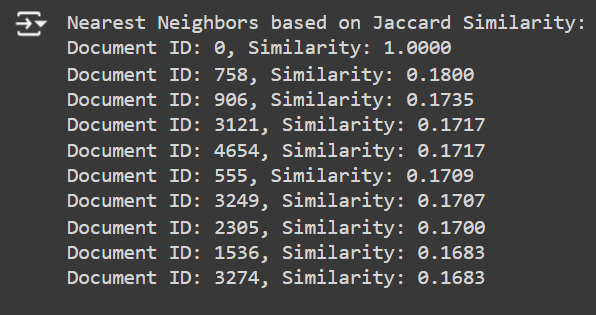 Nearest Neighbors based on Jaccard Similarity:
Document ID: 0, Similarity: 1.0000
Document ID: 758, Similarity: 0.1800
Document ID: 906, Similarity: 0.1735
Document ID: 3121, Similarity: 0.1717
Document ID: 4654, Similarity: 0.1717
Document ID: 555, Similarity: 0.1709
Document ID: 3249, Similarity: 0.1707
Document ID: 2305, Similarity: 0.1700
Document ID: 1536, Similarity: 0.1683
Document ID: 3274, Similarity: 0.1683